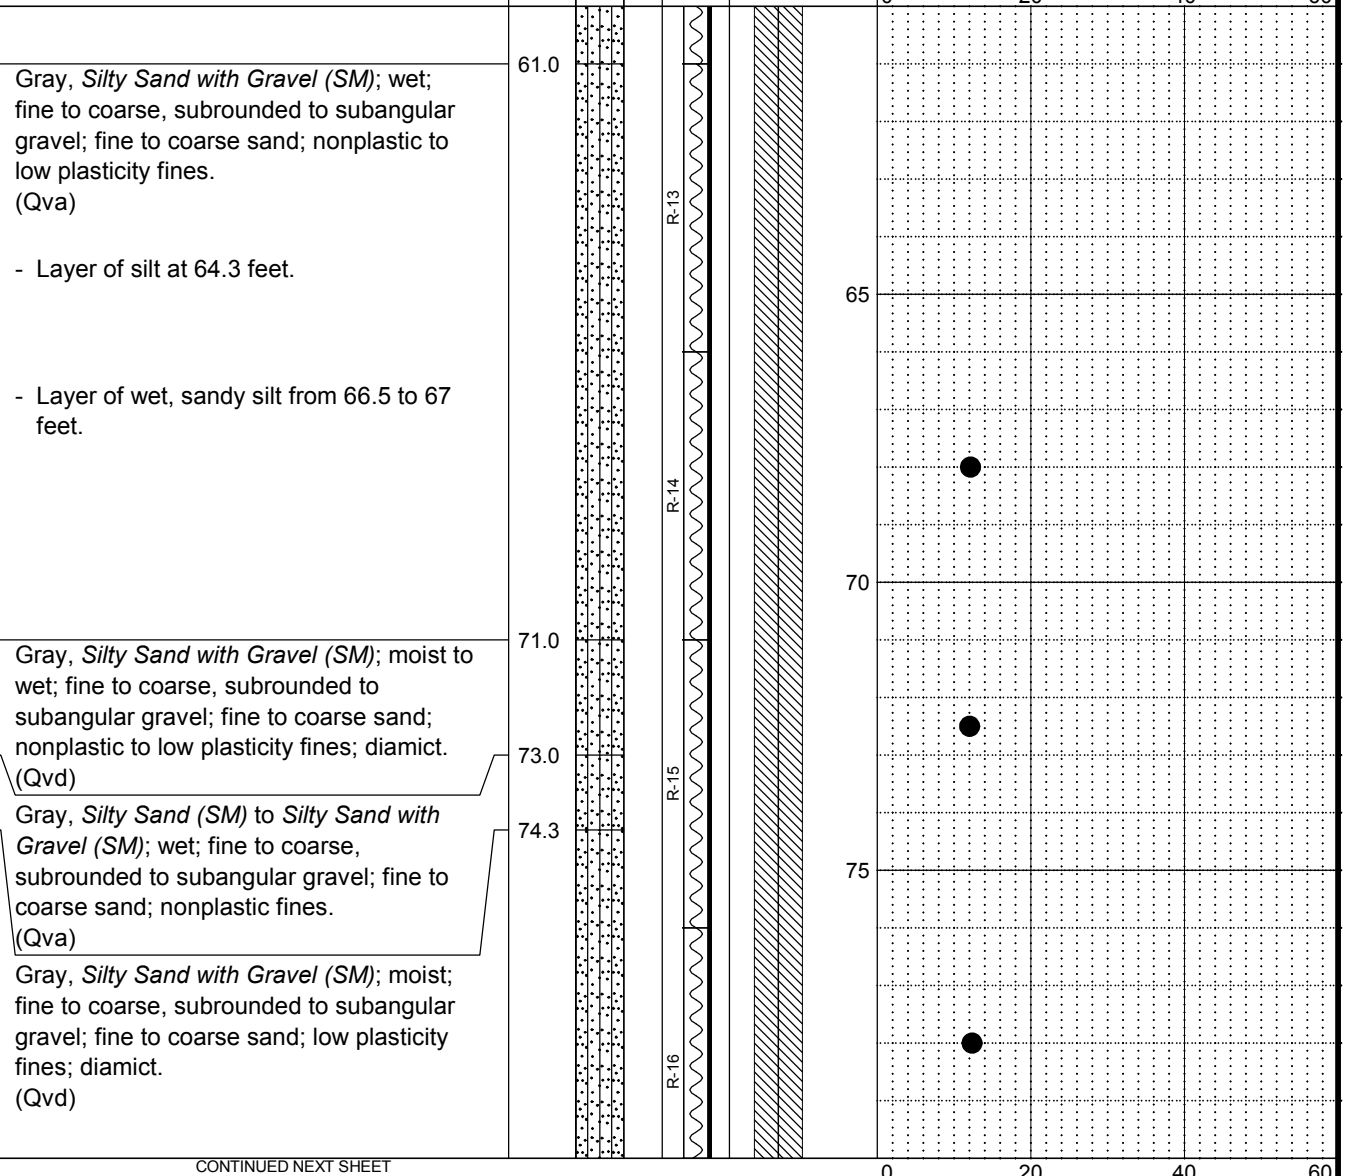 0 20 40 60
61.0
Gray, Silty Sand with Gravel (SM); wet;
fine to coarse, subrounded to subangular
gravel; fine to coarse sand; nonplastic to
low plasticity fines.
(Qva)
R-13
- Layer of silt at 64.3 feet.
65
- Layer of wet, sandy silt from 66.5 to 67
feet.
R-14
70
71.0
Gray, Silty Sand with Gravel (SM); moist to
wet; fine to coarse, subrounded to
subangular gravel; fine to coarse sand;
nonplastic to low plasticity fines; diamict.
(Qvd)
73.0
R-15
Gray, Silty Sand (SM) to Silty Sand with
Gravel (SM); wet; fine to coarse,
subrounded to subangular gravel; fine to
coarse sand; nonplastic fines.
(Qva)
74.3
75
Gray, Silty Sand with Gravel (SM); moist;
fine to coarse, subrounded to subangular
gravel; fine to coarse sand; low plasticity
fines; diamict.
(Qvd)
R-16
CONTINUED NEXT SHEET
0 20 40 60